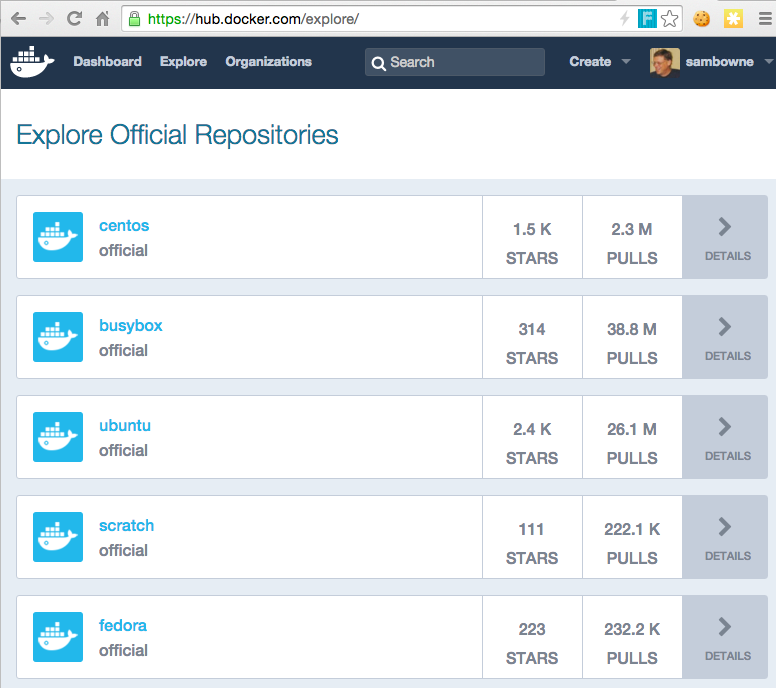 https://hub.docker.com/explore/
Dashboard Explore Organizations Search Create sambowne
Explore Official Repositories
centos
official
1.5 K
STARS
2.3 M
PULLS
DETAILS
busybox
official
314
STARS
38.8 M
PULLS
DETAILS
ubuntu
official
2.4 K
STARS
26.1 M
PULLS
DETAILS
scratch
official
111
STARS
222.1 K
PULLS
DETAILS
fedora
official
223
STARS
232.2 K
PULLS
DETAILS